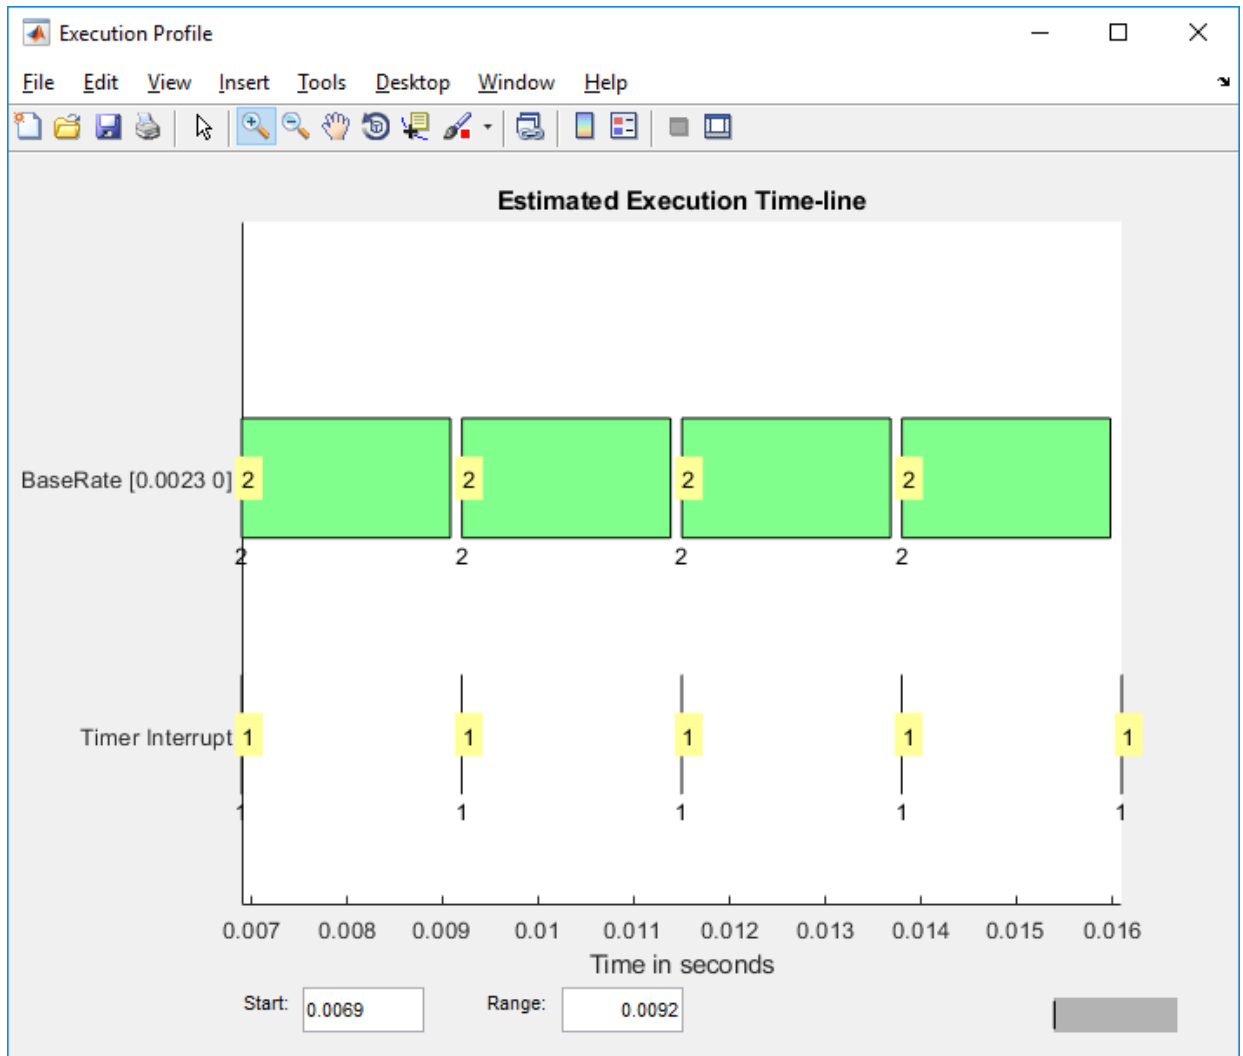 Execution Profile
File Edit View Insert Tools Desktop Window Help
Estimated Execution Time-line
BaseRate [0.0023 0] 2 2 2 2
2 2 2 2
Timer Interrupt 1 1 1 1 1
1 1 1 1 1
0.007 0.008 0.009 0.01 0.011 0.012 0.013 0.014 0.015 0.016
Time in seconds
Start: 0.0069 Range: 0.0092